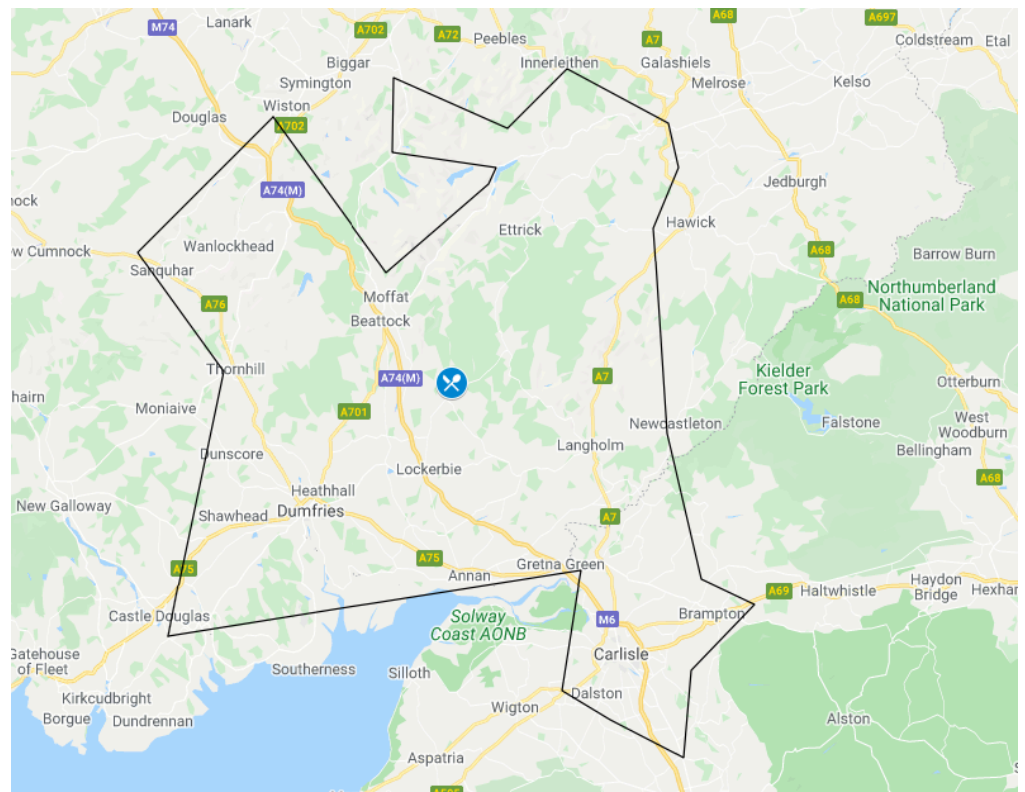 Lanark
M74
A702
A72
Peebles
A7
A68
A697
Coldstream
Etal
Biggar
Innerleithen
Galashiels
Symington
Melrose
Kelso
Wiston
Douglas
A702
A74(M)
Jedburgh
nock
Ettrick
Hawick
w Cumnock
Wanlockhead
A68
Barrow Burn
Sanquhar
Northumberland
National Park
Moffat
A76
A68
Beattock
Thornhill
Kielder
Forest Park
A74(M)
A7
Otterburn
hairn
Moniaive
A701
Newcastleton
Falstone
West
Woodburn
Langholm
Bellingham
Dunscore
Lockerbie
A68
Heathhall
New Galloway
Dumfries
Shawhead
A7
A75
Gretna Green
A75
Annan
Haydon
Bridge
Hexhar
A69
Haltwhistle
Castle Douglas
Solway
Coast AONB
M6
Brampton
Carlisle
Gatehouse
of Fleet
Southerness
Silloth
Kirkcudbright
Dalston
Borgue
Dundrennan
Wigton
Alston
Aspatria